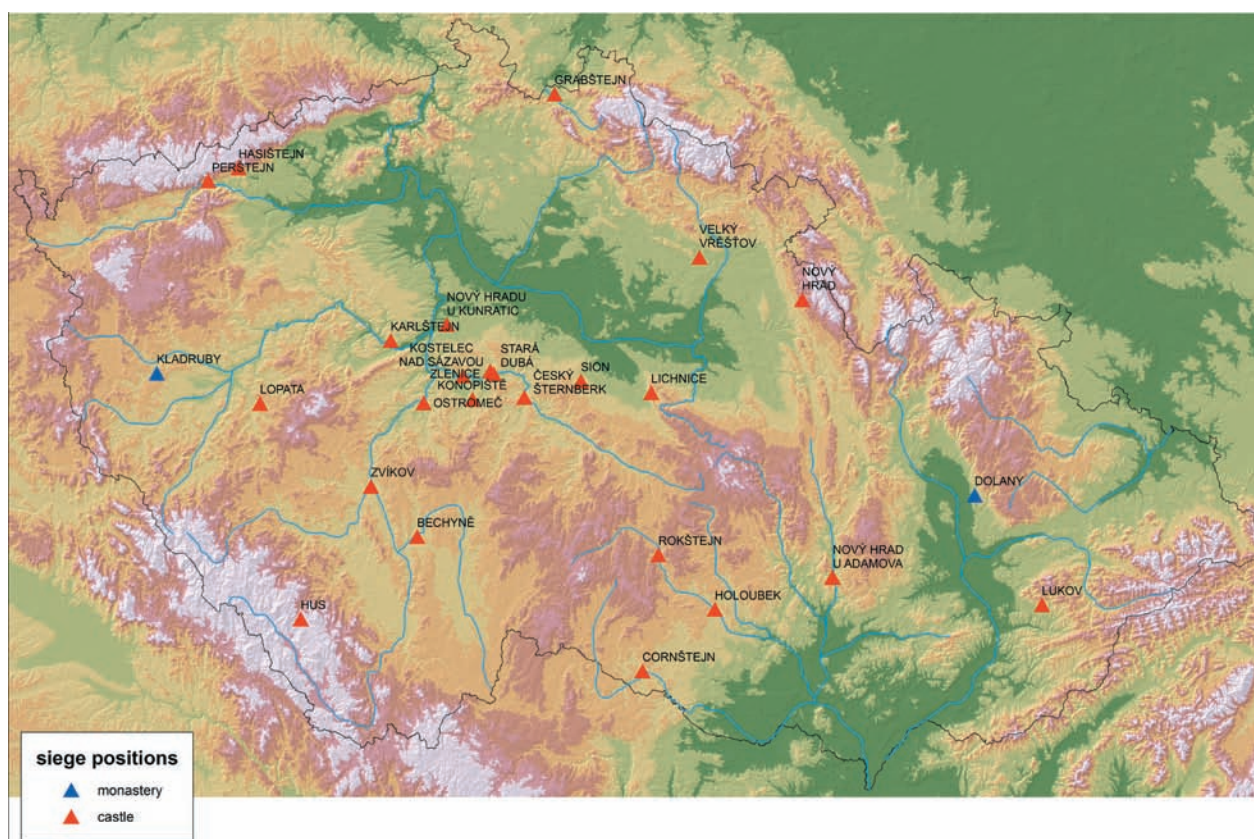 GRABŠTEJN
HASIŠTEJN
PERŠTEJN
VELKÝ
VŘEŠŤOV
NOVÝ
HRAD
NOVÝ HRADU
U KUNRATIC
KARLŠTEJN
KOSTELEC
NAD SÁZAVOU
STARÁ
DUBÁ
ZLENICE
KLADRUBY
KONOPIŠTĚ
ČESKÝ
ŠTERNBERK
SION
LICHNICE
LOPATA
OSTROMEČ
ZVÍKOV
DOLANY
BECHYNĚ
ROKŠTEJN
NOVÝ HRAD
U ADAMOVA
HOLOUBEK
LUKOV
HUS
CORNŠTEJN
siege positions
monastery
castle